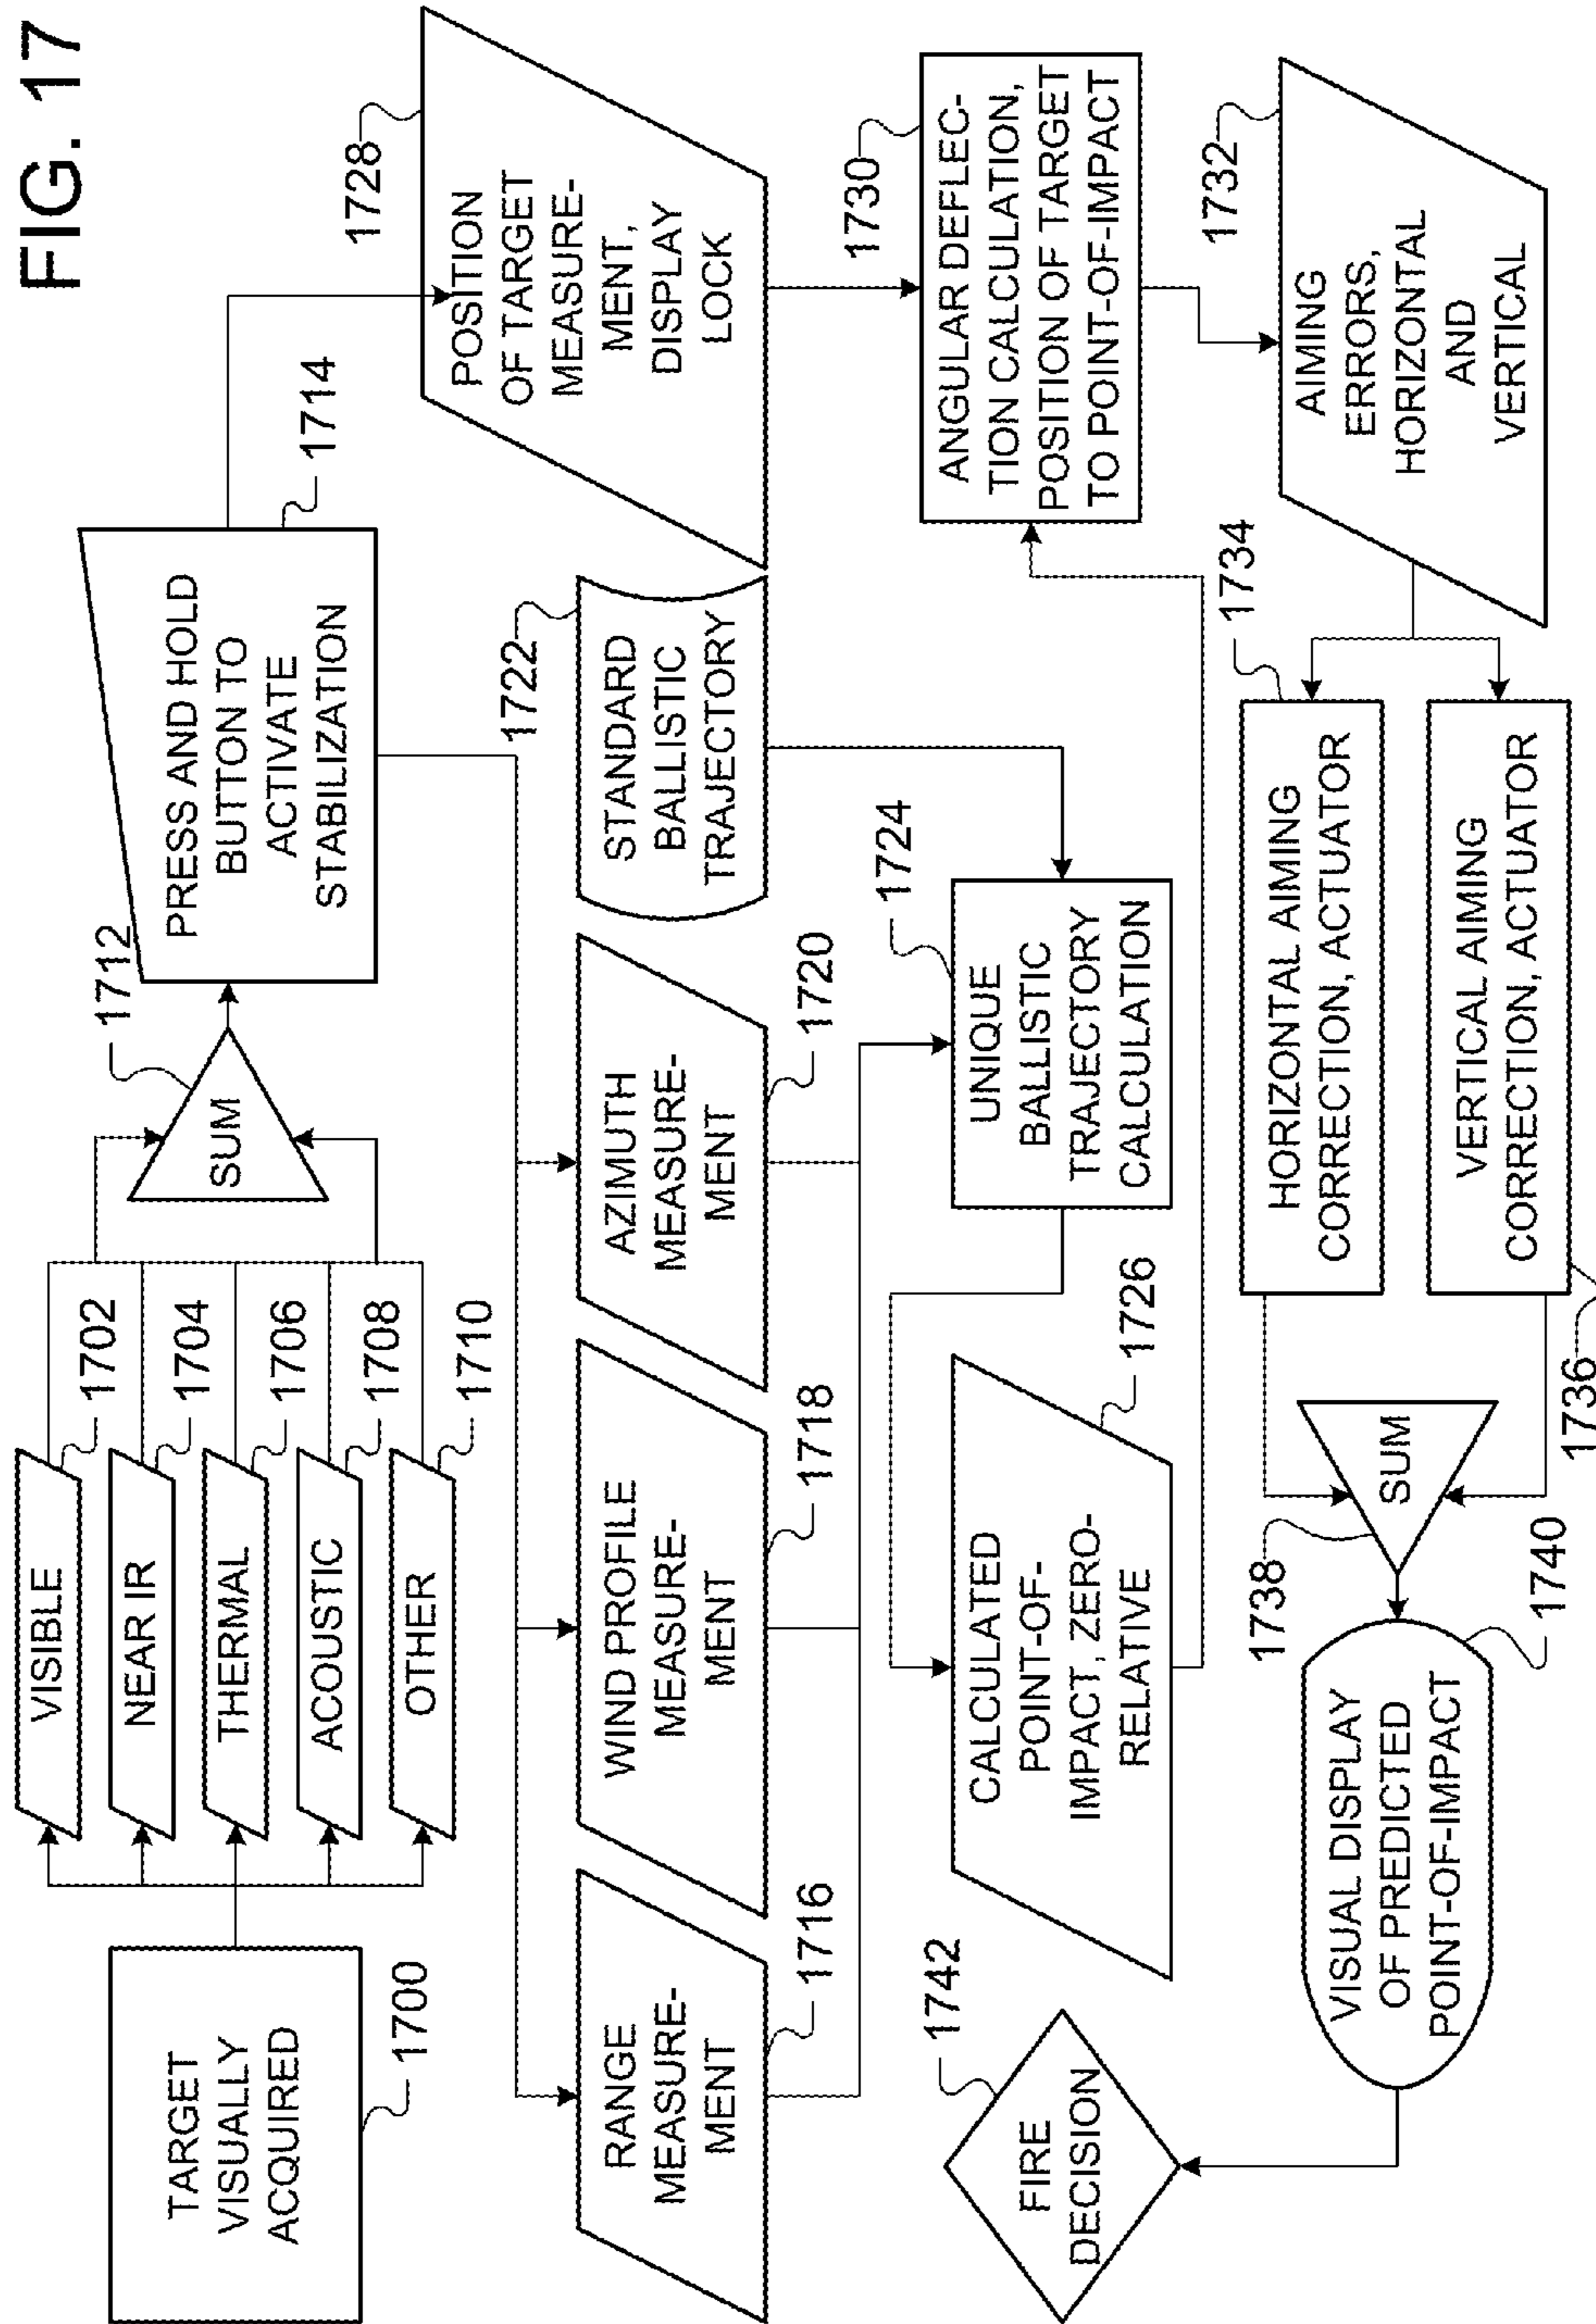 FIG. 17
TARGET
VISUALLY
ACQUIRED
1700
VISIBLE
1702
NEAR IR
1704
THERMAL
1706
ACOUSTIC
1708
OTHER
1710
SUM
1712
PRESS AND HOLD
BUTTON TO
ACTIVATE
STABILIZATION
1714
RANGE
MEASURE-
MENT
1716
WIND PROFILE
MEASURE-
MENT
1718
AZIMUTH
MEASURE-
MENT
1720
STANDARD
BALLISTIC
TRAJECTORY
1722
POSITION
OF TARGET
MEASURE-
MENT,
DISPLAY
LOCK
1728
UNIQUE
BALLISTIC
TRAJECTORY
CALCULATION
1724
CALCULATED
POINT-OF-
IMPACT, ZERO-
RELATIVE
1726
ANGULAR DEFLEC-
TION CALCULATION,
POSITION OF TARGET
TO POINT-OF-IMPACT
1730
AIMING
ERRORS,
HORIZONTAL
AND
VERTICAL
1732
HORIZONTAL AIMING
CORRECTION, ACTUATOR
1734
VERTICAL AIMING
CORRECTION, ACTUATOR
1736
SUM
1738
VISUAL DISPLAY
OF PREDICTED
POINT-OF-IMPACT
1740
FIRE
DECISION
1742